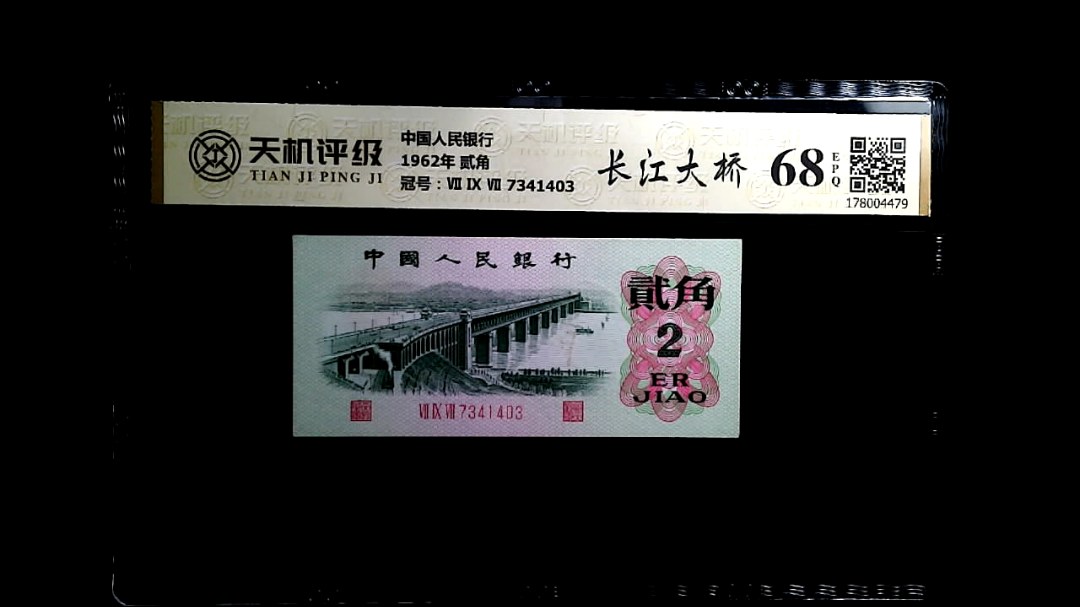 天机评级
TIAN JI PING JI
中国人民银行
1962年 贰角
冠号：Ⅶ Ⅸ Ⅶ 7341403
长江大桥
68
EPQ
178004479
中國人民銀行
貳角
2
ER
JIAO
Ⅶ Ⅸ Ⅶ 7341403